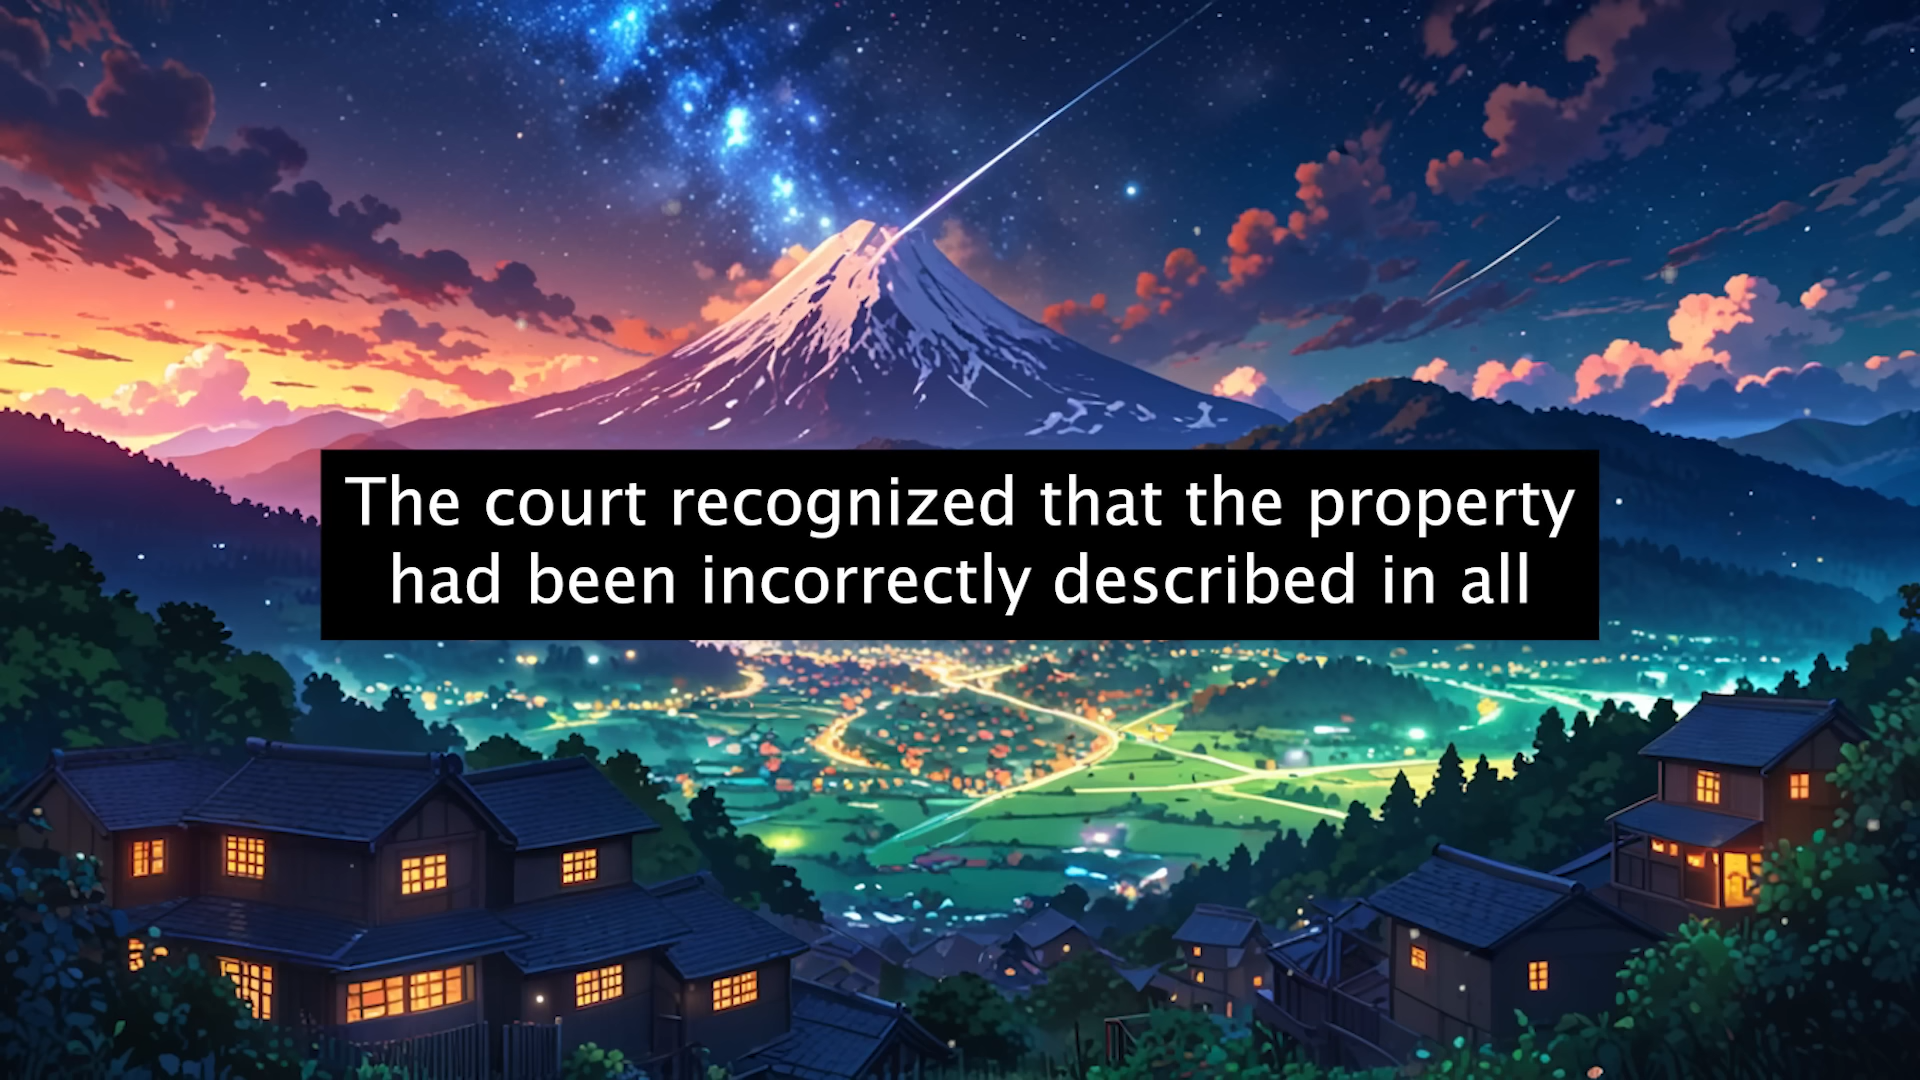 The court recognized that the property
had been incorrectly described in all